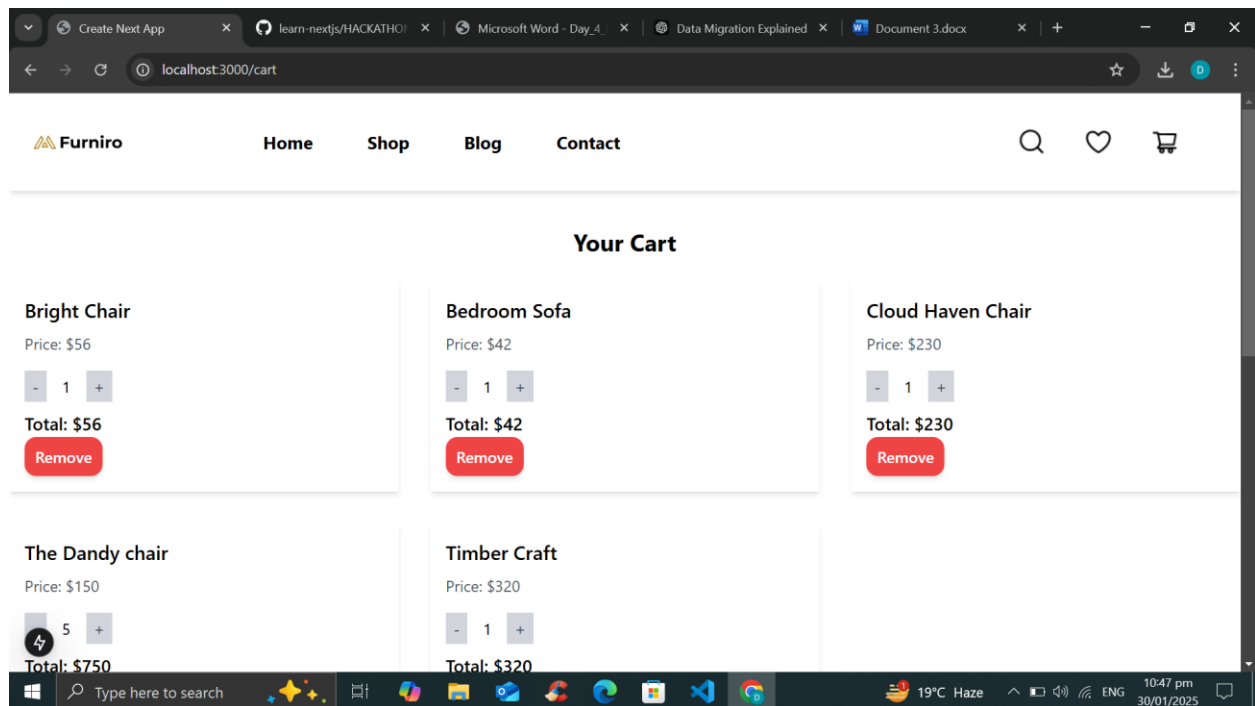 Create Next App
learn-nextjs/HACKATHON
Microsoft Word - Day_4_
Data Migration Explained
Document 3.docx
localhost:3000/cart
D
Furniro
Home Shop Blog Contact
Your Cart
Bright Chair
Price: $56
- 1 +
Total: $56
Remove
Bedroom Sofa
Price: $42
- 1 +
Total: $42
Remove
Cloud Haven Chair
Price: $230
- 1 +
Total: $230
Remove
The Dandy chair
Price: $150
5 +
Total: $750
Timber Craft
Price: $320
- 1 +
Total: $320
Type here to search
1
19°C Haze
ENG
10:47 pm
30/01/2025